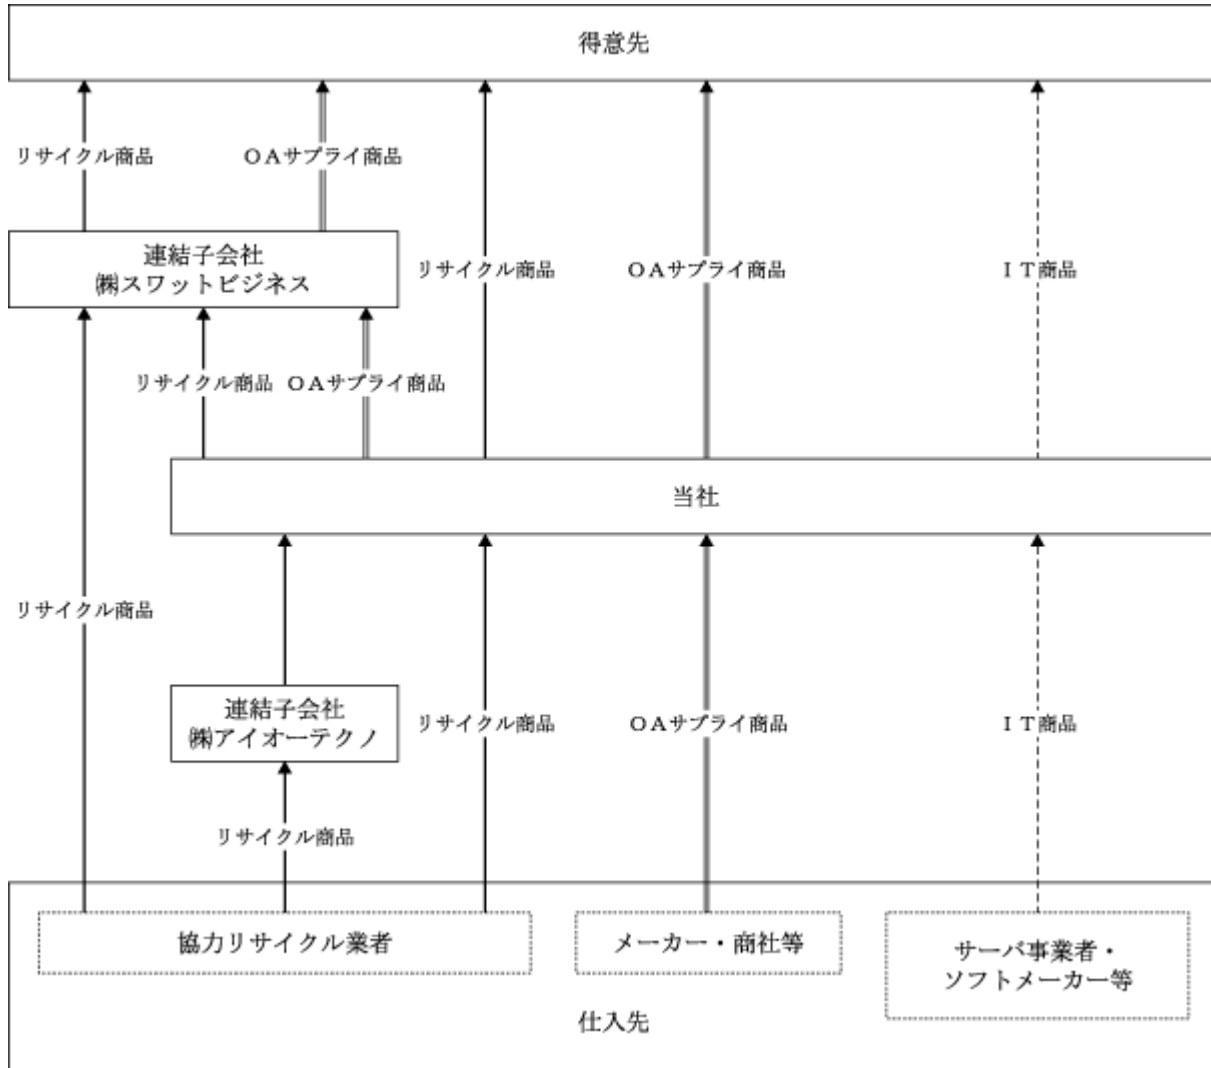 得意先
リサイクル商品
ＯＡサプライ商品
連結子会社
㈱スワットビジネス
リサイクル商品
ＯＡサプライ商品
ＩＴ商品
リサイクル商品
ＯＡサプライ商品
当社
リサイクル商品
連結子会社
㈱アイオーテクノ
リサイクル商品
ＯＡサプライ商品
ＩＴ商品
リサイクル商品
協力リサイクル業者
メーカー・商社等
サーバ事業者・
ソフトメーカー等
仕入先